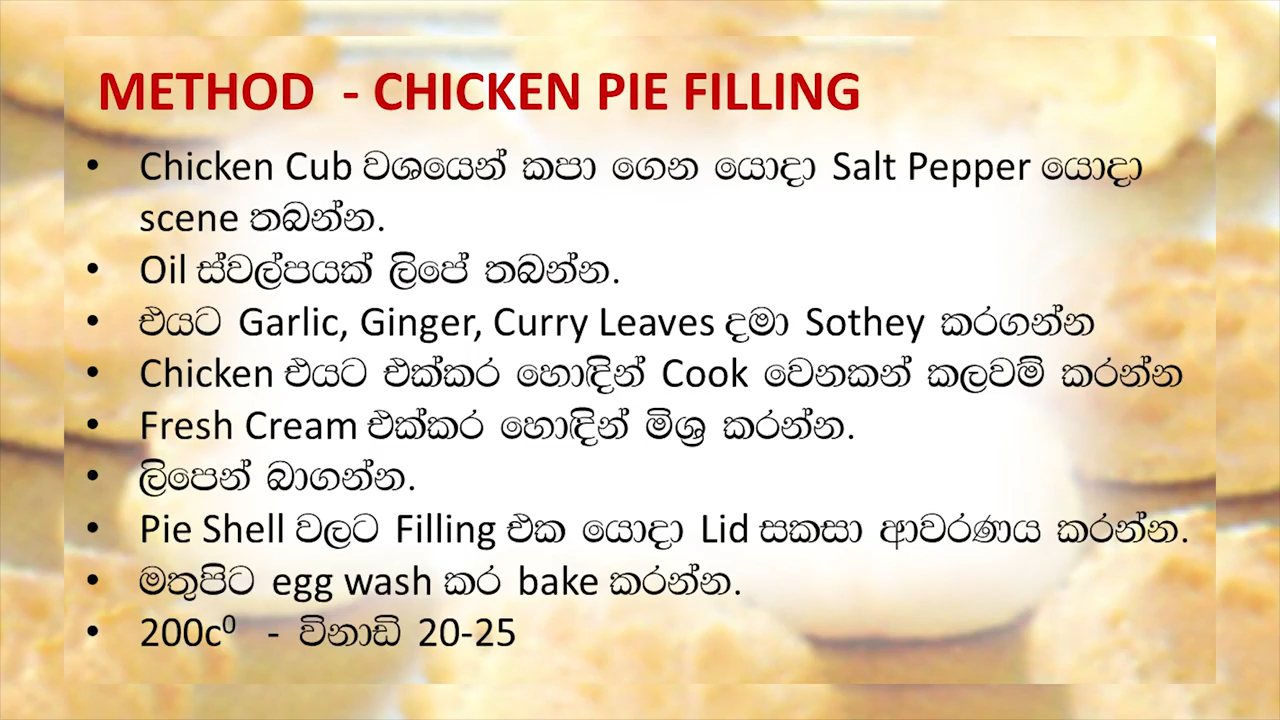 METHOD - CHICKEN PIE FILLING
• Chicken Cub වශයෙන් කපා ගෙන යොදා Salt Pepper යොදා
scene තබන්න.
• Oil ස්වල්පයක් ලිපේ තබන්න.
• එයට Garlic, Ginger, Curry Leaves දමා Sothey කරගන්න
• Chicken එයට එක්කර හොඳින් Cook වෙනකන් කලවම් කරන්න
• Fresh Cream එක්කර හොඳින් මිශ්‍ර කරන්න.
• ලිපෙන් බාගන්න.
• Pie Shell වලට Filling එක යොදා Lid සකසා ආවරණය කරන්න.
• මතුපිට egg wash කර bake කරන්න.
• 200c⁰ - විනාඩි 20-25